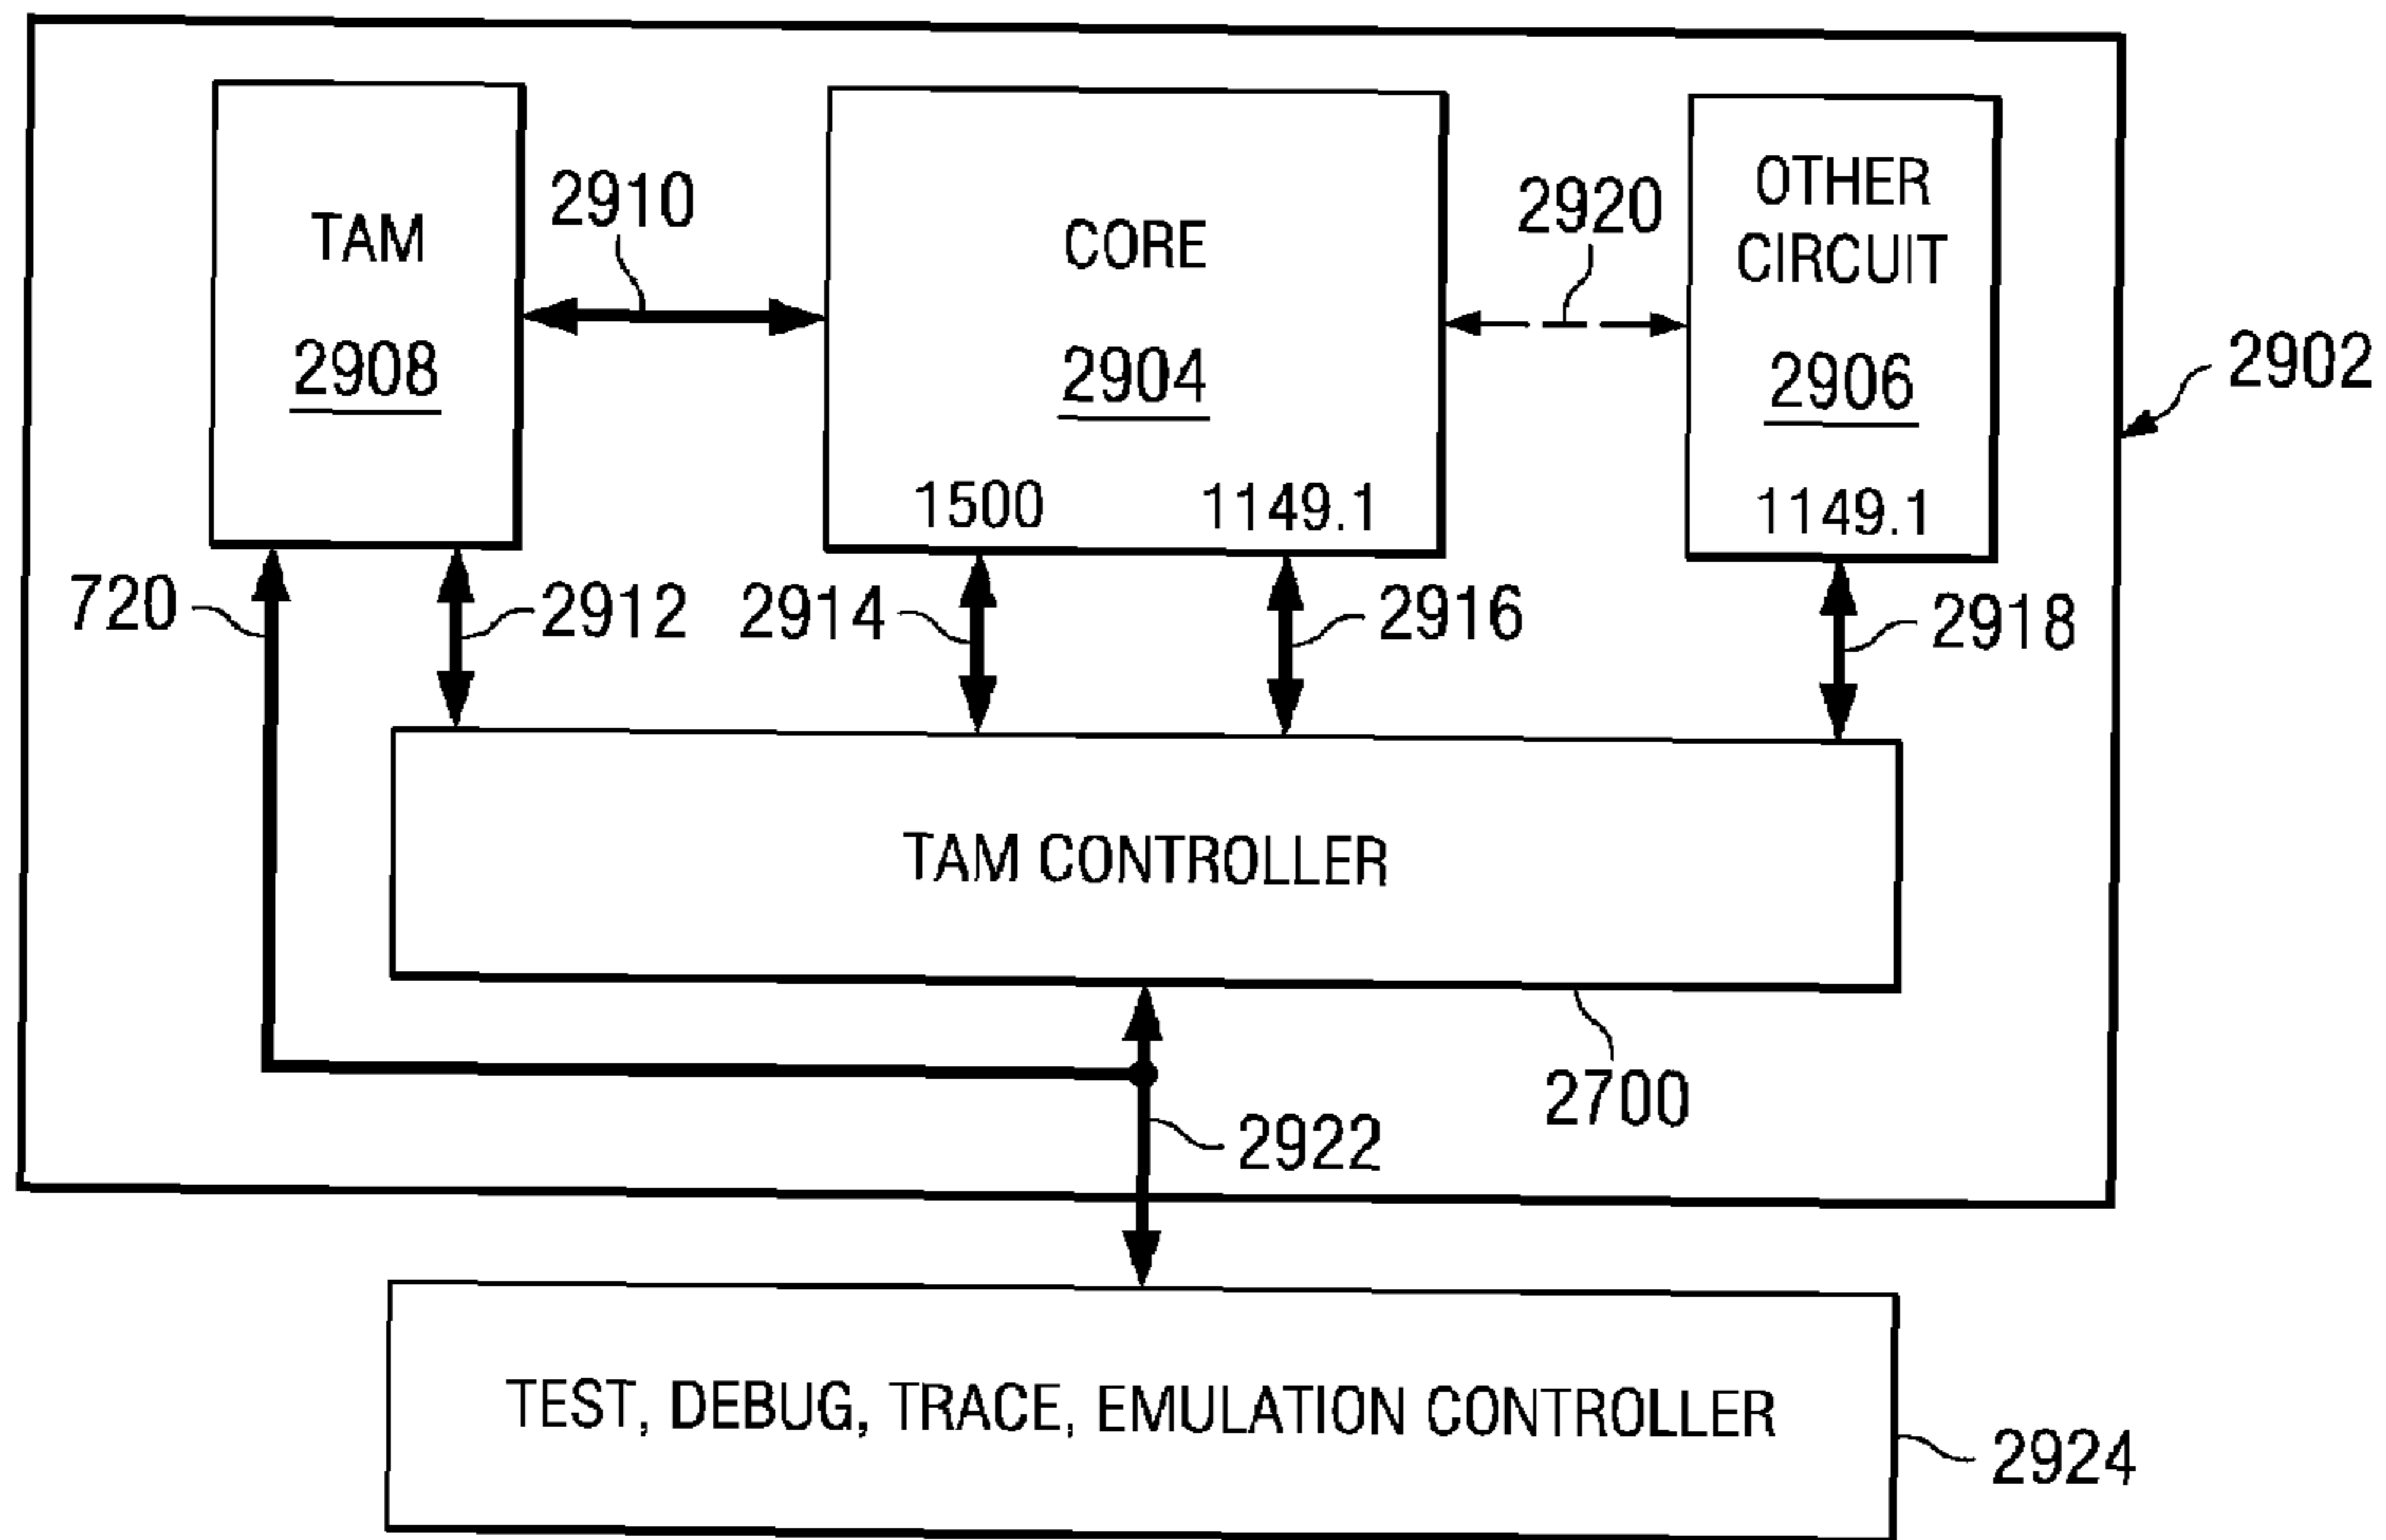 TAM
2908
2910
CORE
2904
1500 1149.1
2920
OTHER
CIRCUIT
2906
1149.1
2902
720
2912
2914
2916
2918
TAM CONTROLLER
2700
2922
TEST, DEBUG, TRACE, EMULATION CONTROLLER
2924